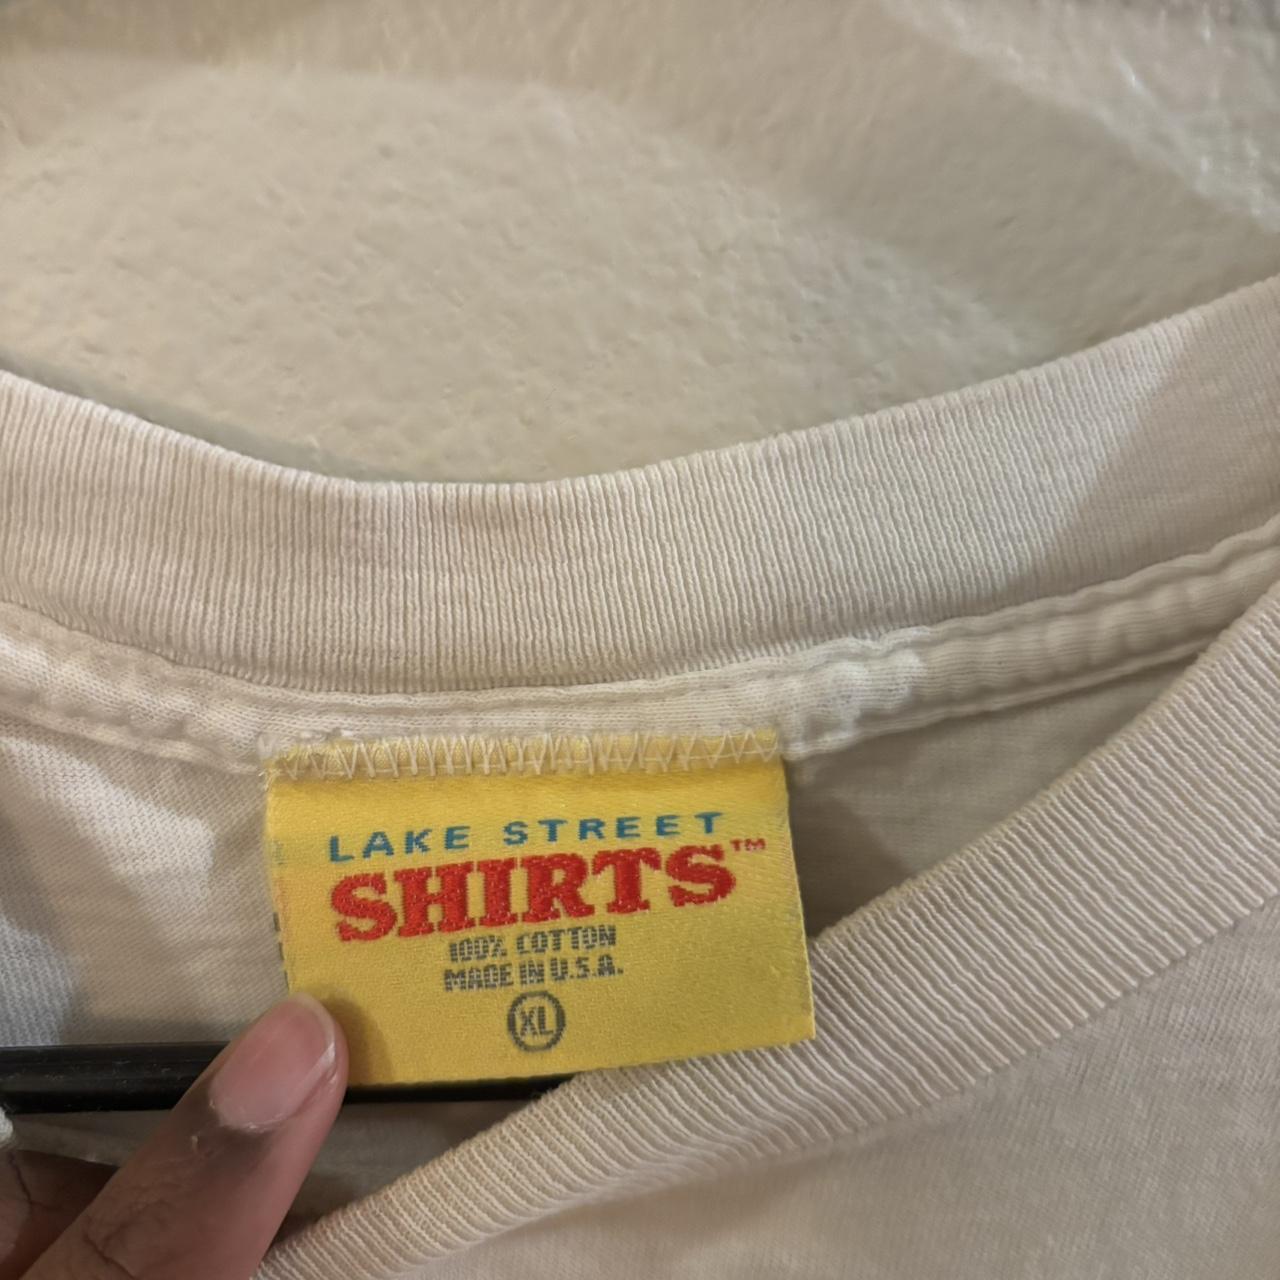 LAKE STREET
SHIRTS™
100% COTTON
MADE IN U.S.A.
XL